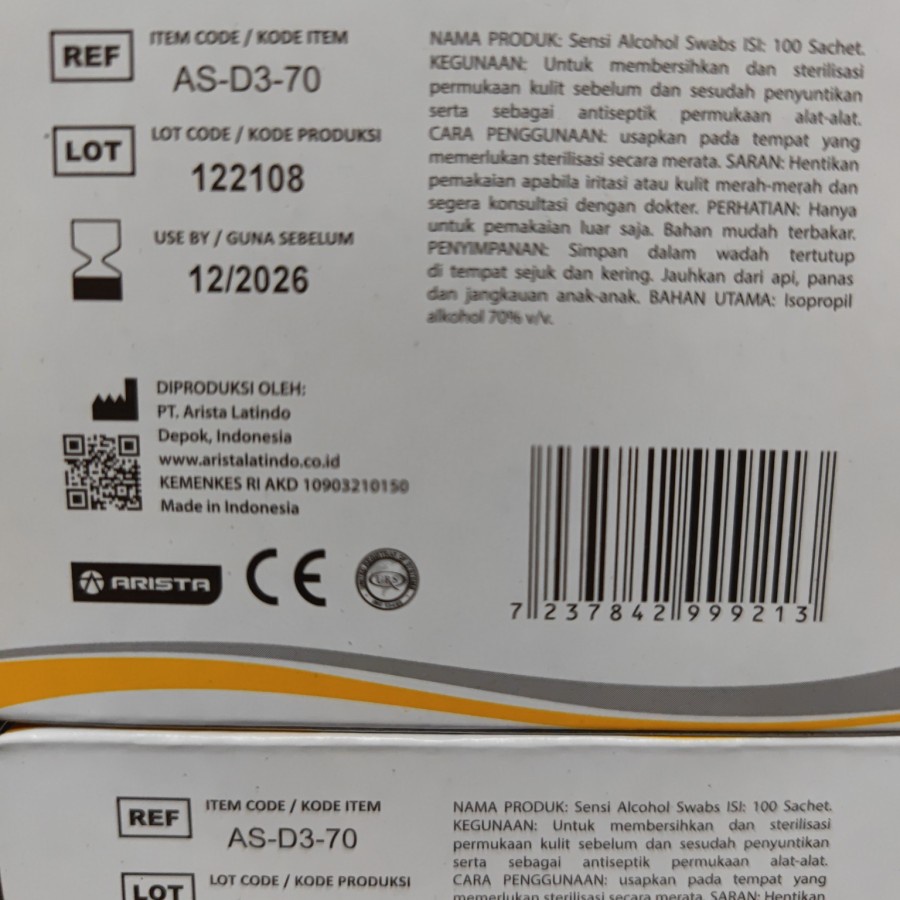 REF
ITEM CODE / KODE ITEM
AS-D3-70
LOT
LOT CODE / KODE PRODUKSI
122108
USE BY / GUNA SEBELUM
12/2026
NAMA PRODUK: Sensi Alcohol Swabs ISI: 100 Sachet.
KEGUNAAN: Untuk membersihkan dan sterilisasi
permukaan kulit sebelum dan sesudah penyuntikan
serta sebagai antiseptik permukaan alat-alat.
CARA PENGGUNAAN: usapkan pada tempat yang
memerlukan sterilisasi secara merata. SARAN: Hentikan
pemakaian apabila iritasi atau kulit merah-merah dan
segera konsultasi dengan dokter. PERHATIAN: Hanya
untuk pemakaian luar saja. Bahan mudah terbakar.
PENYIMPANAN: Simpan dalam wadah tertutup
di tempat sejuk dan kering. Jauhkan dari api, panas
dan jangkauan anak-anak. BAHAN UTAMA: Isopropil
alkohol 70% v/v.
DIPRODUKSI OLEH:
PT. Arista Latindo
Depok, Indonesia
www.aristalatindo.co.id
KEMENKES RI AKD 10903210150
Made in Indonesia
ARISTA
CE
7 237842 999213
REF
ITEM CODE / KODE ITEM
AS-D3-70
LOT
LOT CODE / KODE PRODUKSI
NAMA PRODUK: Sensi Alcohol Swabs ISI: 100 Sachet.
KEGUNAAN: Untuk membersihkan dan sterilisasi
permukaan kulit sebelum dan sesudah penyuntikan
serta sebagai antiseptik permukaan alat-alat.
CARA PENGGUNAAN: usapkan pada tempat yang
memerlukan sterilisasi secara merata. SARAN: Hentikan